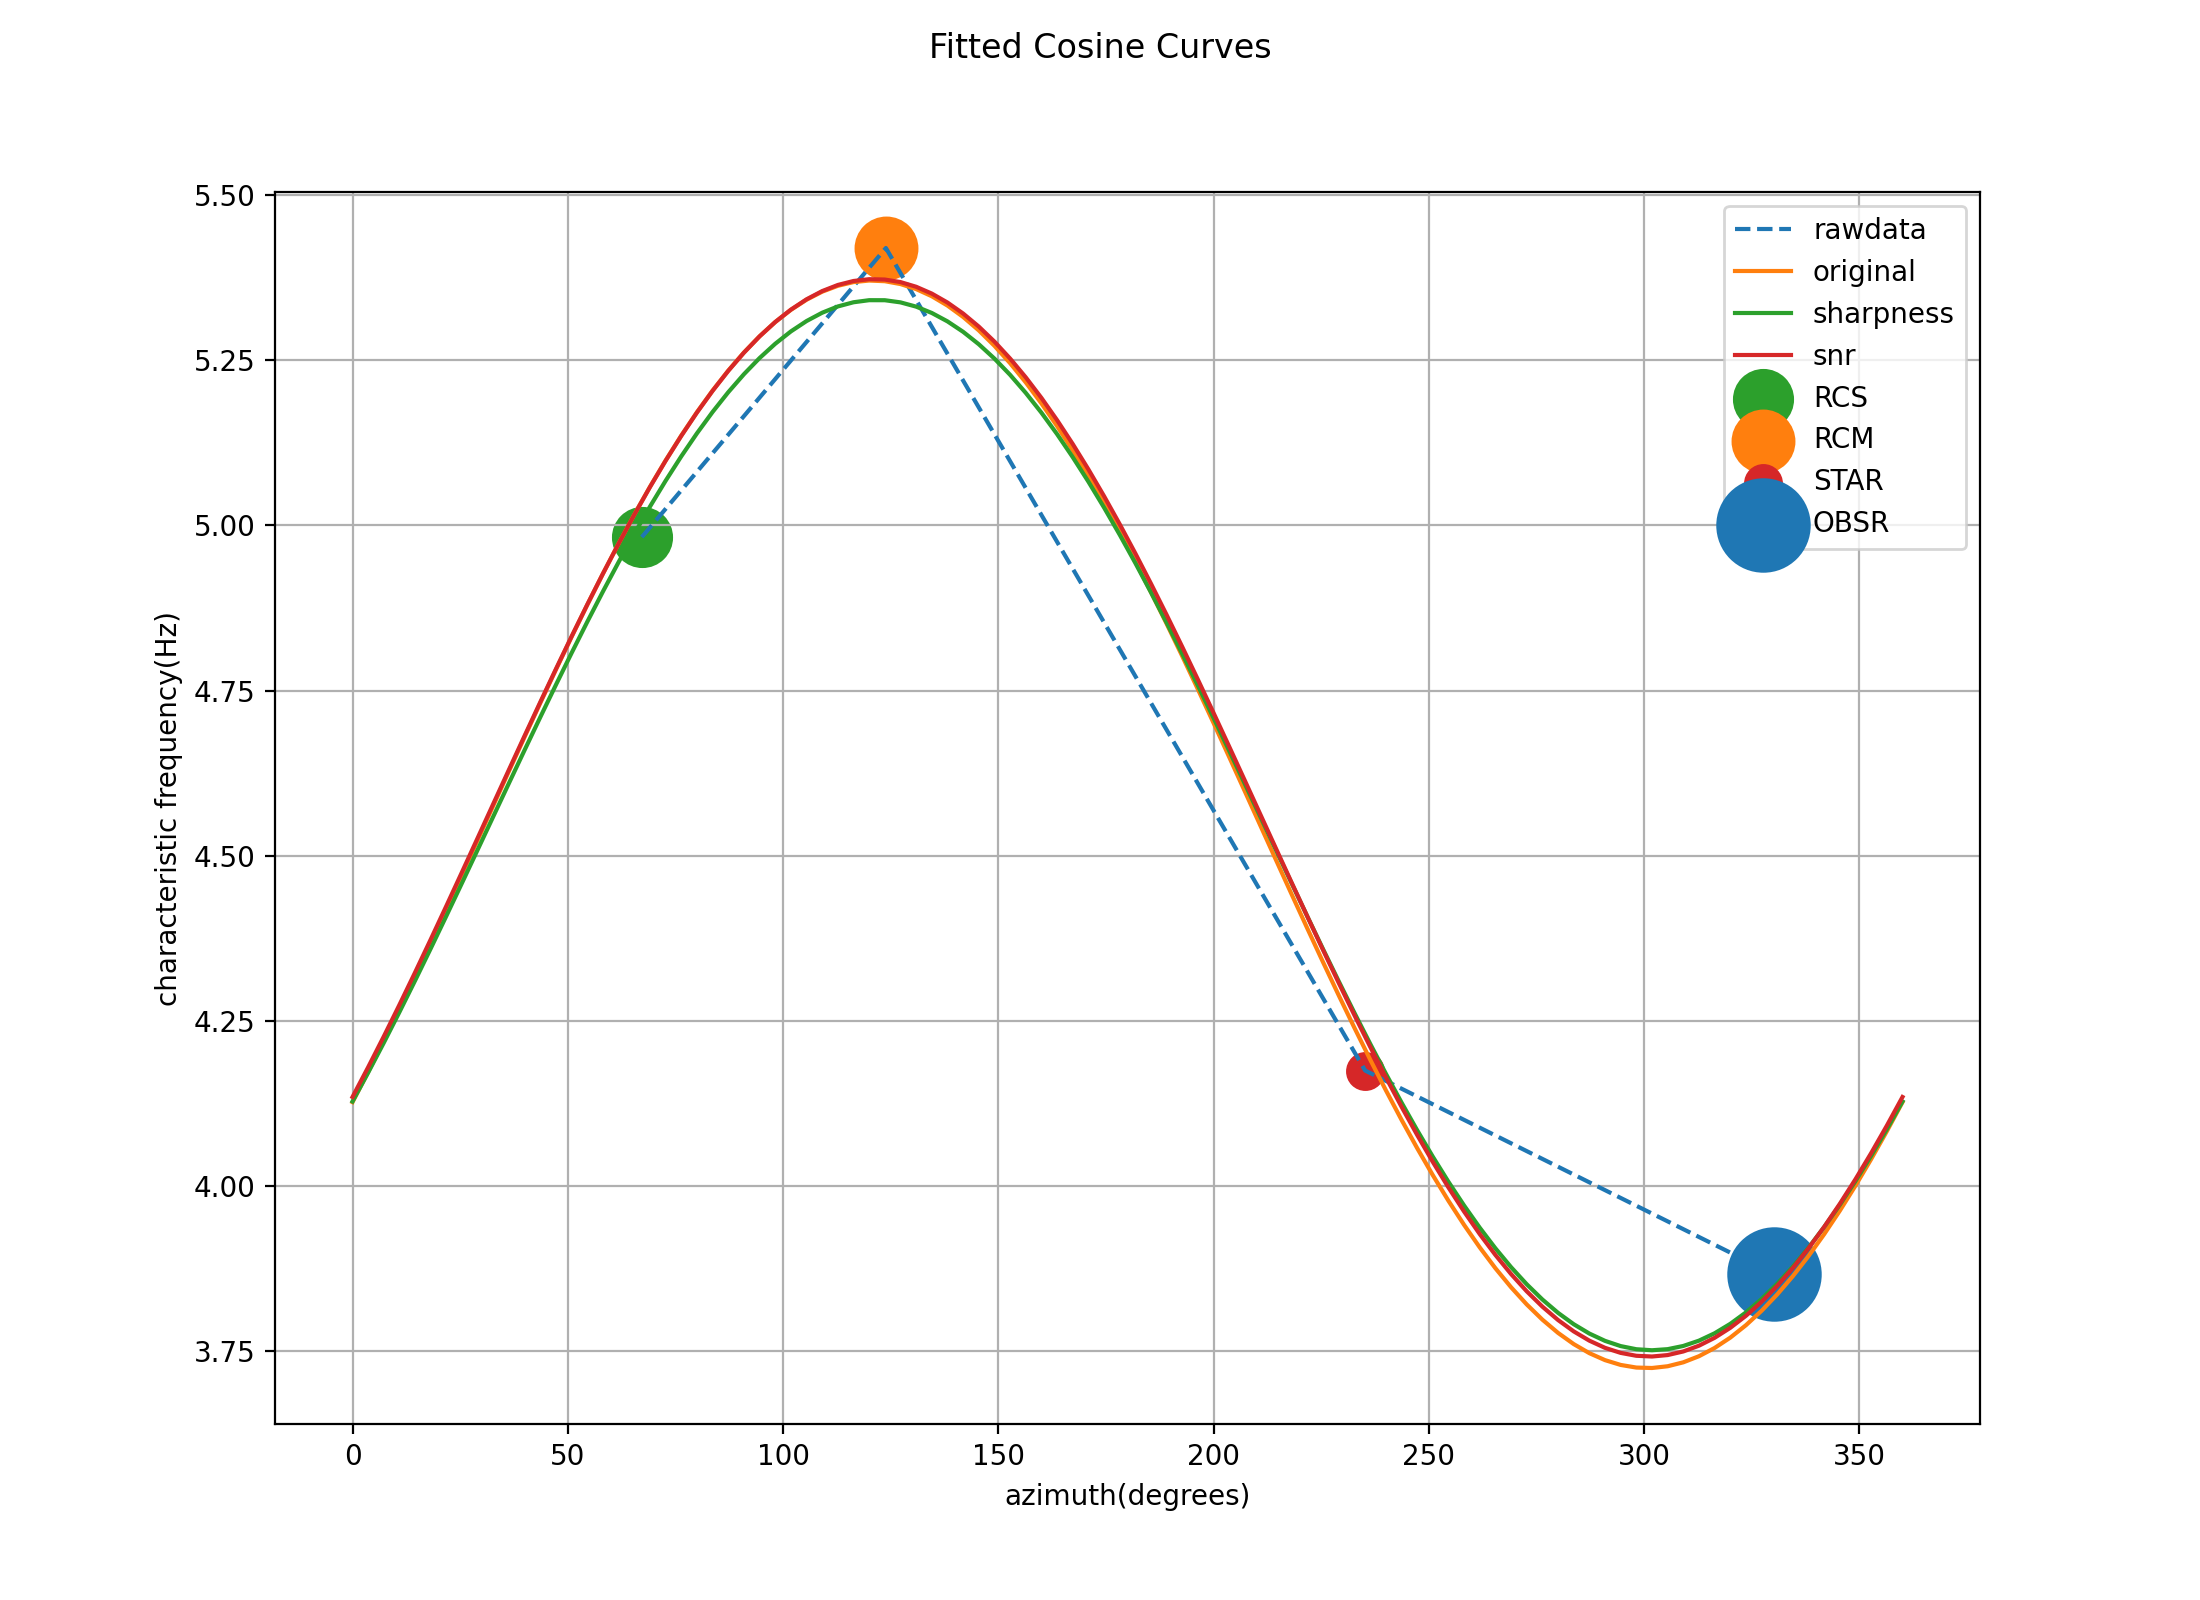 Fitted Cosine Curves
5.50
5.25
5.00
4.75
4.50
4.25
4.00
3.75
characteristic frequency(Hz)
rawdata
original
sharpness
snr
RCS
RCM
STAR
OBSR
0 50 100 150 200 250 300 350
azimuth(degrees)